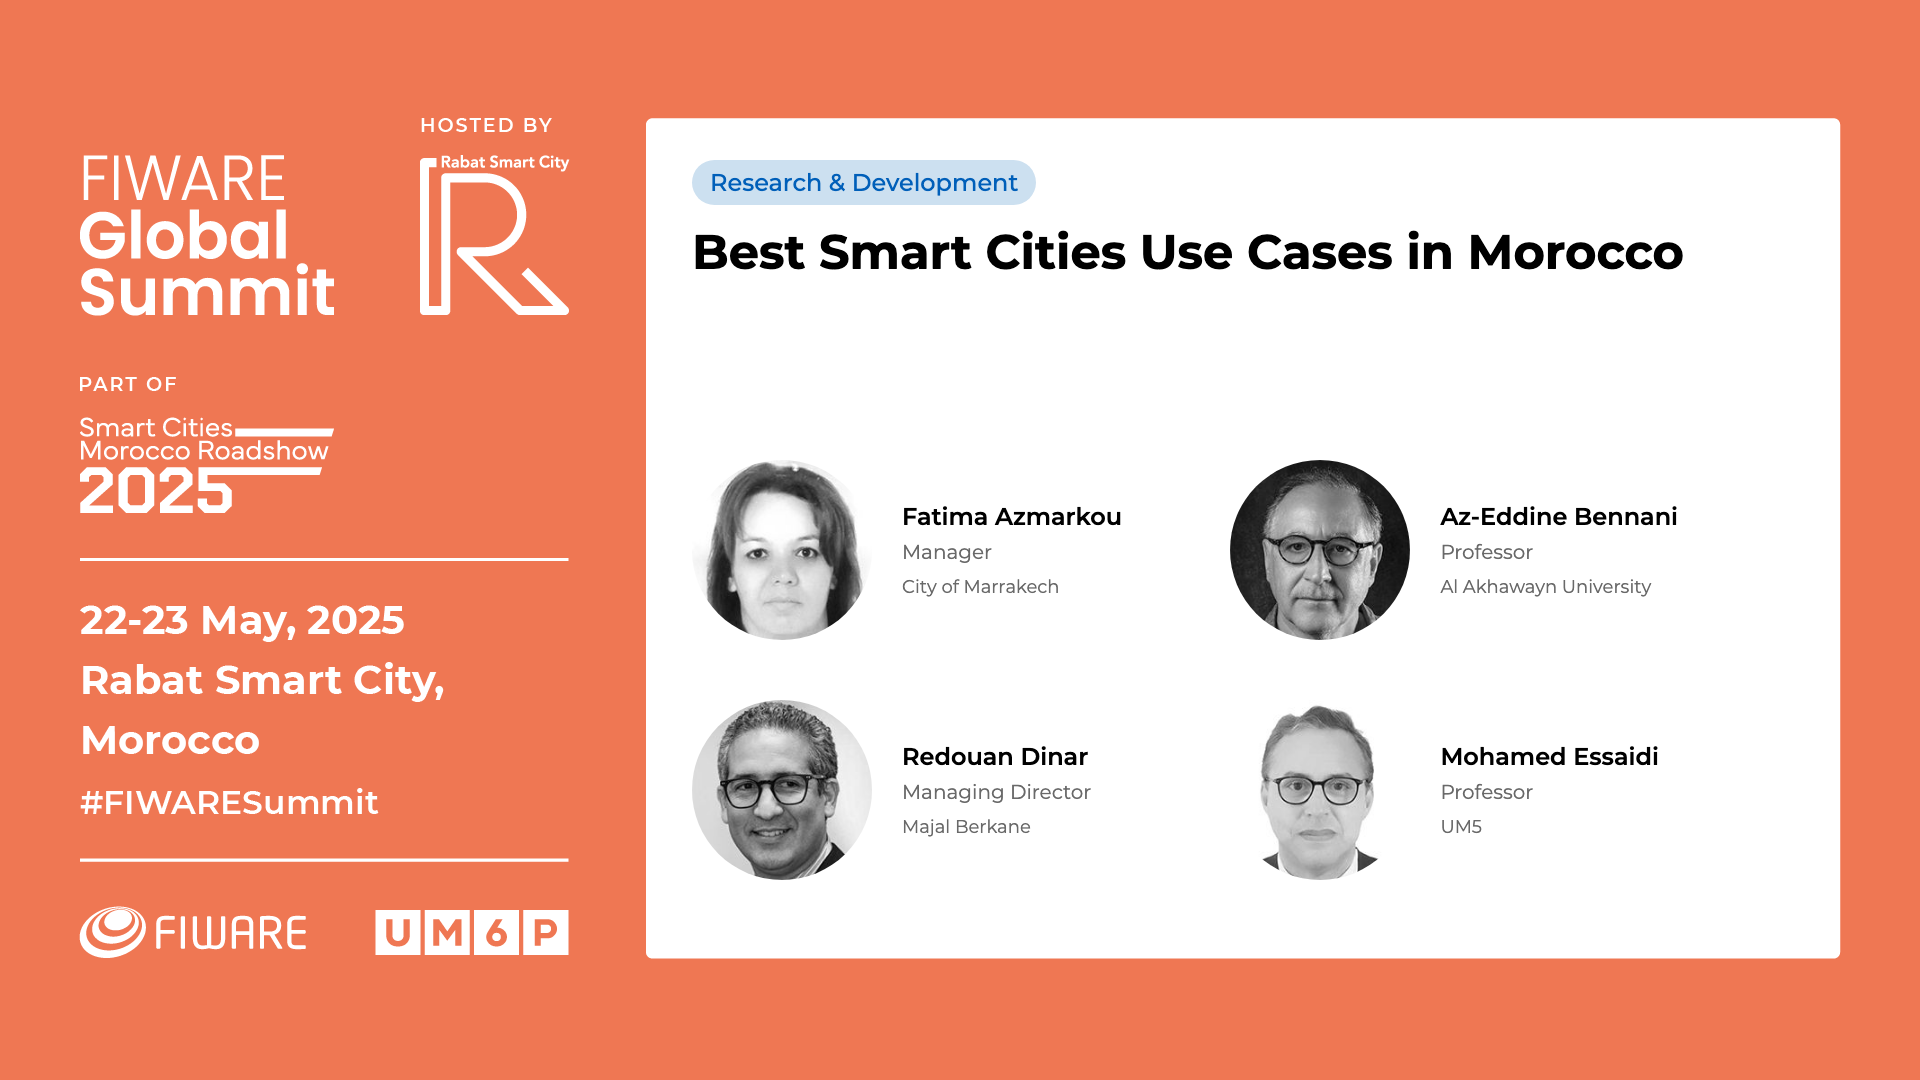 HOSTED BY
FIWARE
Global
Summit
Rabat Smart City
R
PART OF
Smart Cities
Morocco Roadshow
2025
22-23 May, 2025
Rabat Smart City,
Morocco
#FIWARESummit
FIWARE
UM6P
Research & Development
Best Smart Cities Use Cases in Morocco
Fatima Azmarkou
Manager
City of Marrakech
Az-Eddine Bennani
Professor
Al Akhawayn University
Redouan Dinar
Managing Director
Majal Berkane
Mohamed Essaidi
Professor
UM5